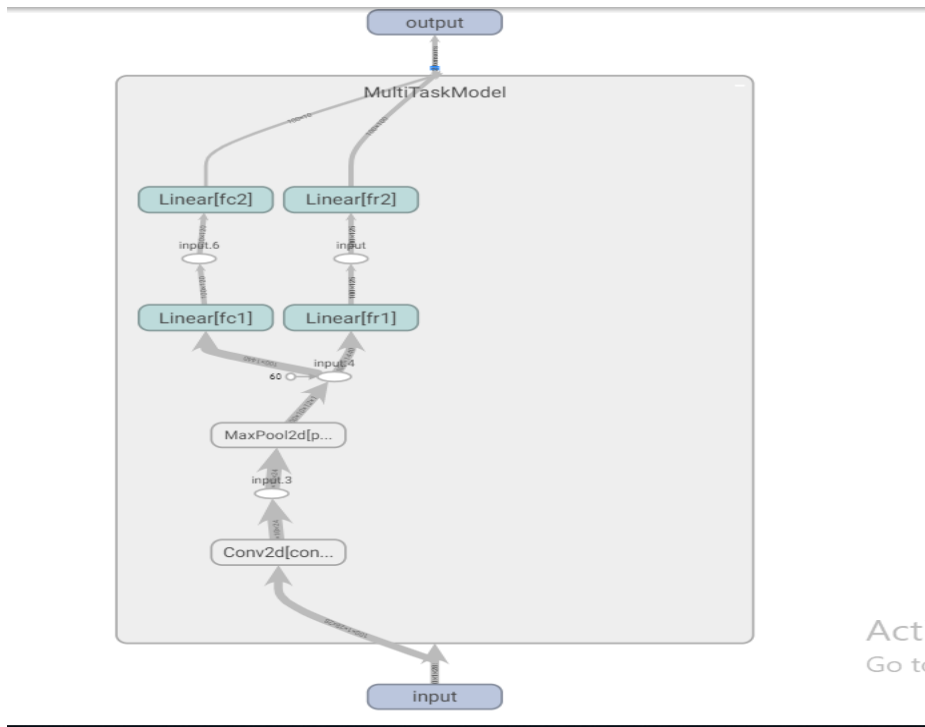 output
MultiTaskModel
Linear[fc2]
Linear[fr2]
input.6
input
Linear[fc1]
Linear[fr1]
input.4
60
MaxPool2d[p...
input.3
Conv2d[con...
Act
Go to
input